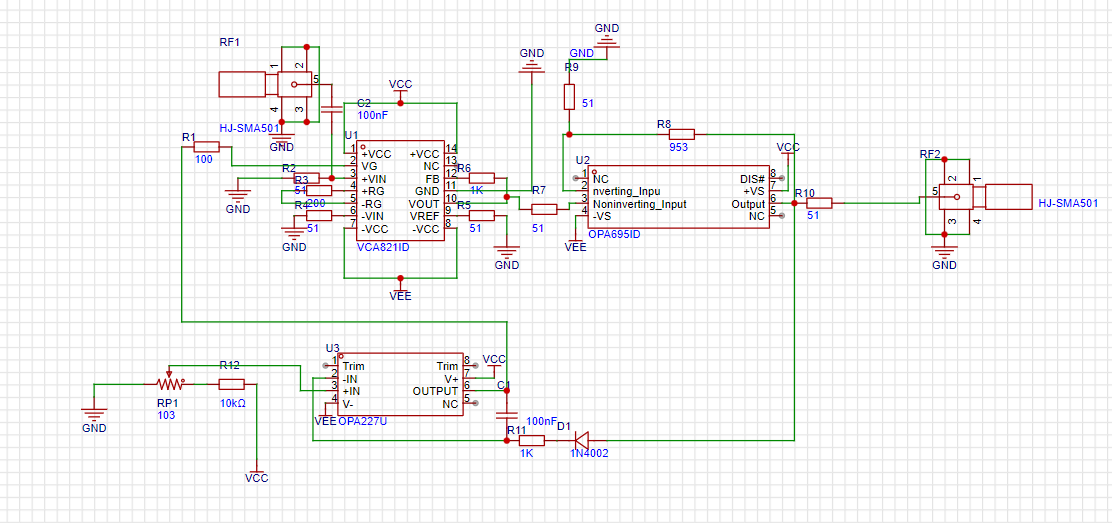 RF1
1
2
5
4
3
HJ-SMA501
GND
C2
100nF
VCC
GND
GND
GND
R9
51
R1
100
U1
1
+VCC
2
VG
3
+VIN
4
+RG
5
-RG
6
-VIN
7
-VCC
14
+VCC
13
NC
12
FB
11
GND
10
VOUT
9
VREF
8
-VCC
VCA821ID
R2
51
R3
200
R4
51
GND
GND
R6
1K
R5
51
GND
R7
51
R8
953
VCC
U2
1
NC
2
nverting_Inpu
3
Noninverting_Input
4
-VS
8
DIS#
7
+VS
6
Output
5
NC
OPA695ID
VEE
R10
51
RF2
2
1
5
3
4
HJ-SMA501
GND
VEE
U3
1
Trim
2
-IN
3
+IN
4
V-
8
Trim
7
V+
6
OUTPUT
5
NC
VEE
OPA227U
VCC
C1
100nF
R12
10kΩ
RP1
103
GND
VCC
R11
1K
D1
1N4002